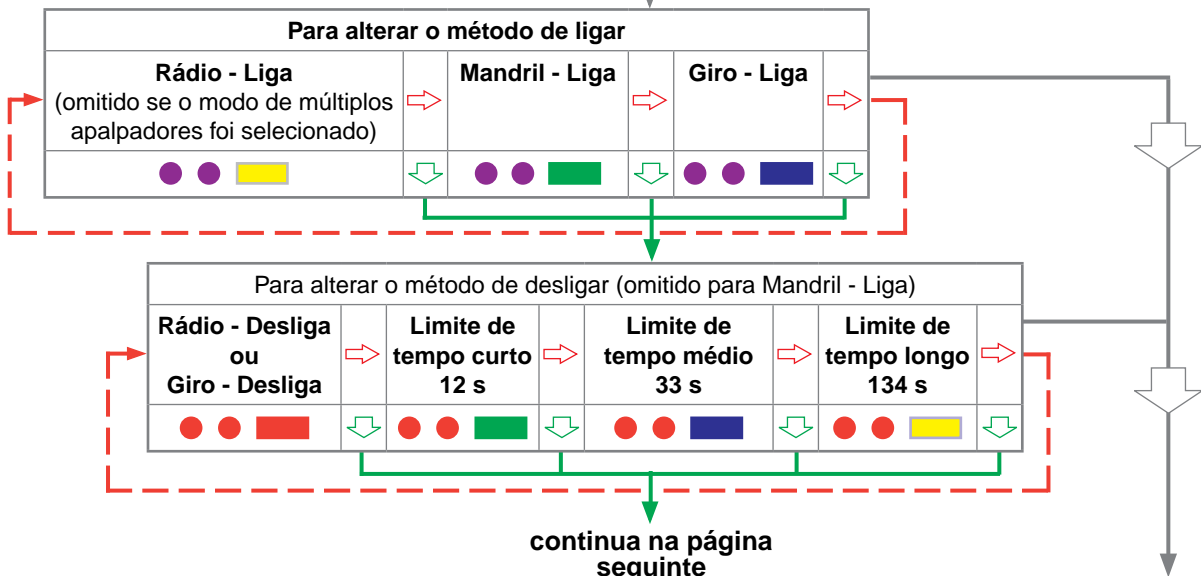 Para alterar o método de ligar
Rádio - Liga
(omitido se o modo de múltiplos
apalpadores foi selecionado)
Mandril - Liga
Giro - Liga
Para alterar o método de desligar (omitido para Mandril - Liga)
Rádio - Desliga
ou
Giro - Desliga
Limite de
tempo curto
12 s
Limite de
tempo médio
33 s
Limite de
tempo longo
134 s
continua na página
seguinte